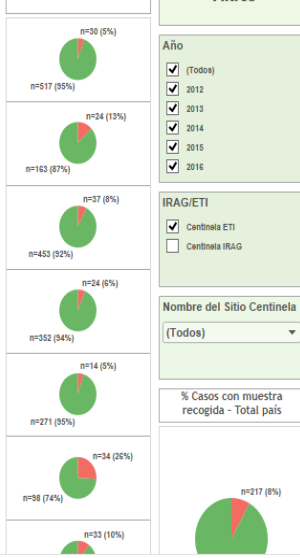 n=30 (5%)
n=517 (95%)
n=24 (13%)
n=163 (87%)
n=37 (8%)
n=453 (92%)
n=24 (6%)
n=352 (94%)
n=14 (5%)
n=271 (95%)
n=34 (26%)
n=98 (74%)
n=33 (10%)
Año
(Todos)
2012
2013
2014
2015
2016
IRAG/ETI
Centinela ETI
Centinela IRAG
Nombre del Sitio Centinela
(Todos)
% Casos con muestra
recogida - Total país
n=217 (8%)